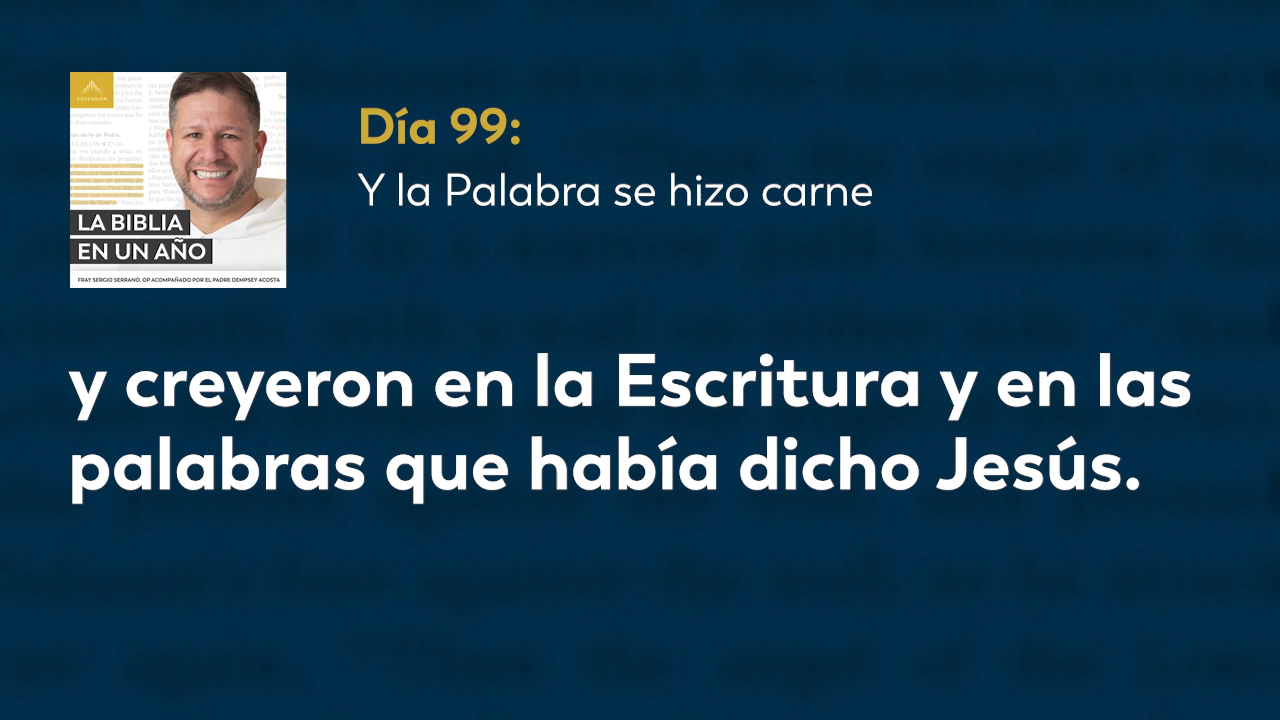 ASCENSION
LA BIBLIA
EN UN AÑO
FRAY SERGIO SERRANO, OP ACOMPAÑADO POR EL PADRE DEMPSEY ACOSTA
Día 99:
Y la Palabra se hizo carne
y creyeron en la Escritura y en las
palabras que había dicho Jesús.